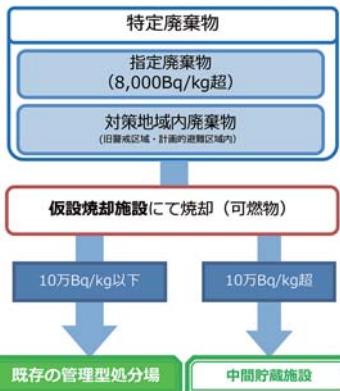 特定廃棄物
指定廃棄物
(8,000Bq/kg超)
対策地域内廃棄物
(旧警戒区域・計画的避難区域内)
仮設焼却施設にて焼却（可燃物）
10万Bq/kg以下
10万Bq/kg超
既存の管理型処分場
中間貯蔵施設